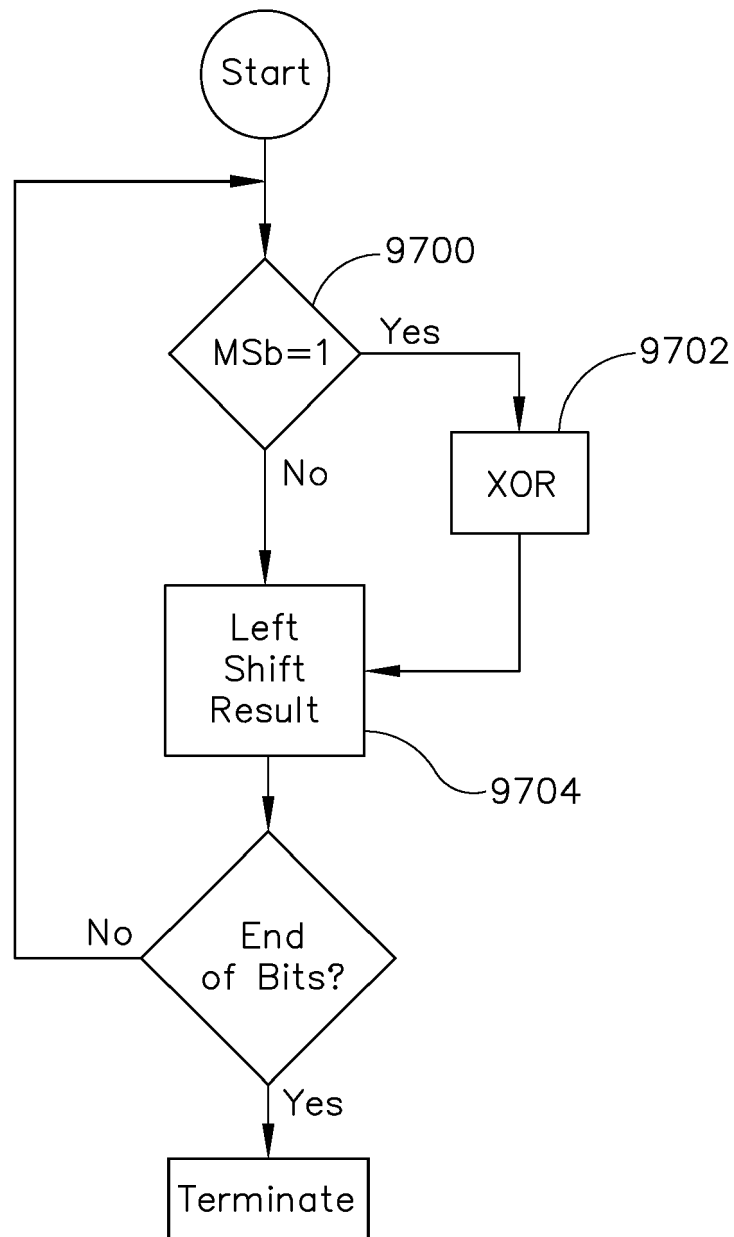 Start
9700
MSb=1
Yes
9702
No
XOR
Left
Shift
Result
9704
No
End
of Bits?
Yes
Terminate